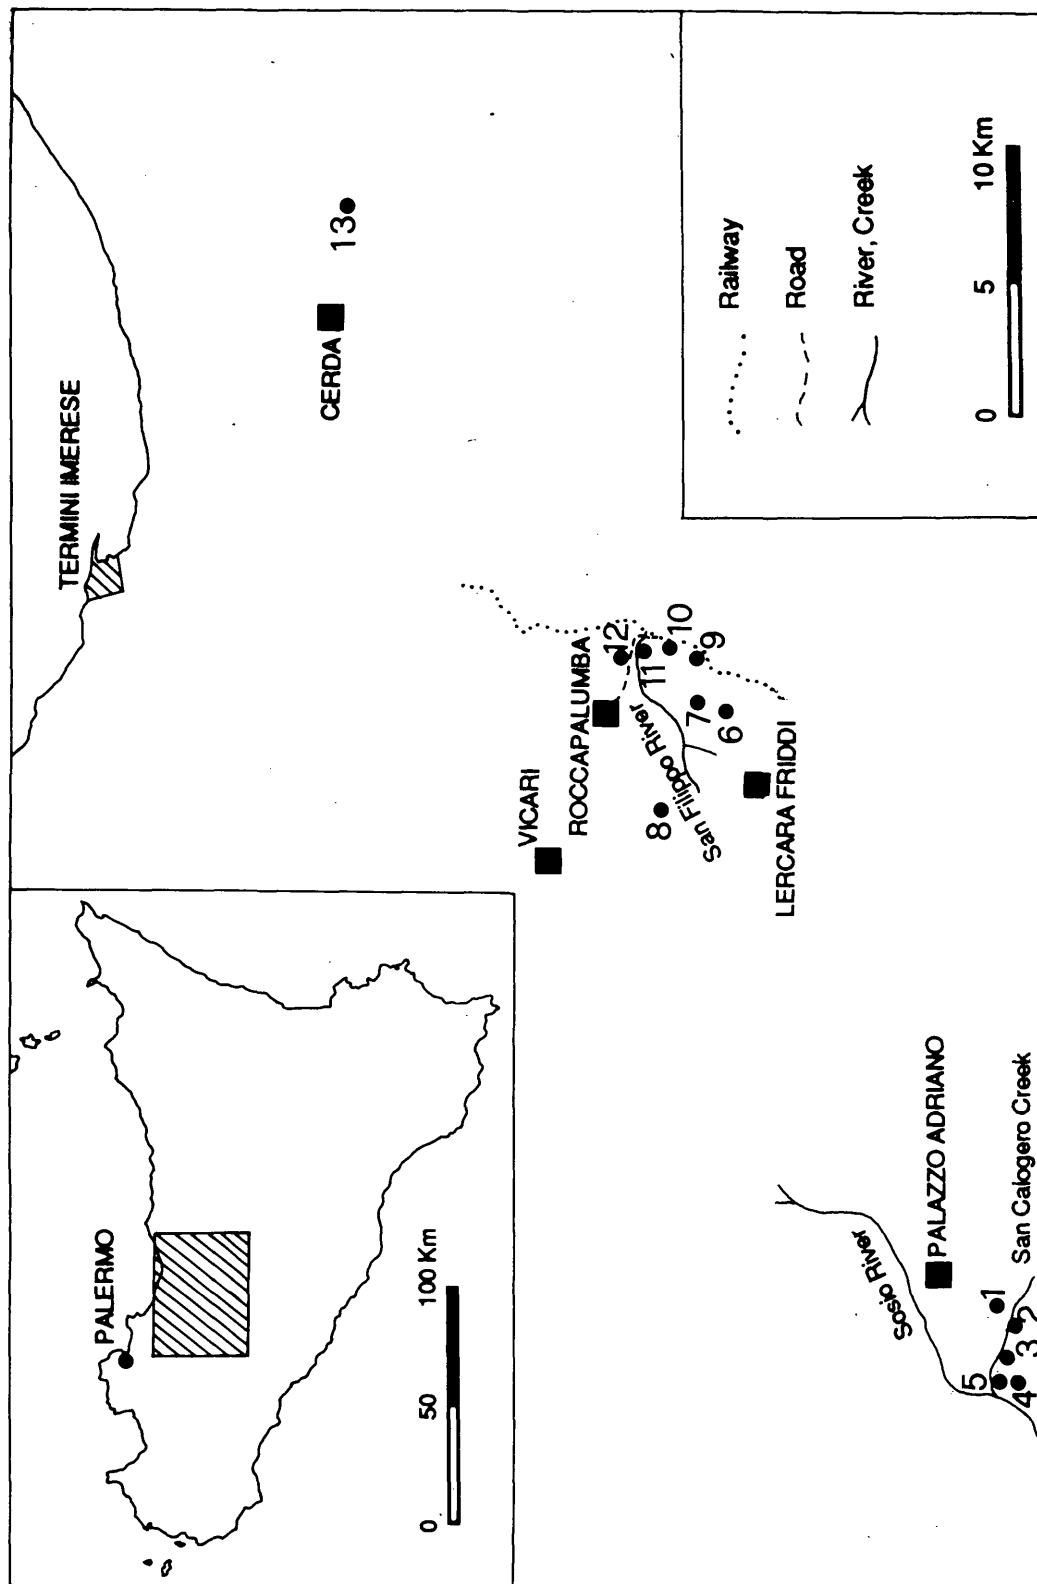 PALERMO
0 50 100 Km
TERMINI IMERESE
CERDA
13
VICARI
ROCCAPALUMBA
12
11
10
9
8
7
6
San Filippo River
LERCARA FRIDDI
Railway
Road
River, Creek
0 5 10 Km
Sosio River
PALAZZO ADRIANO
San Calogero Creek
1
2
3
4
5